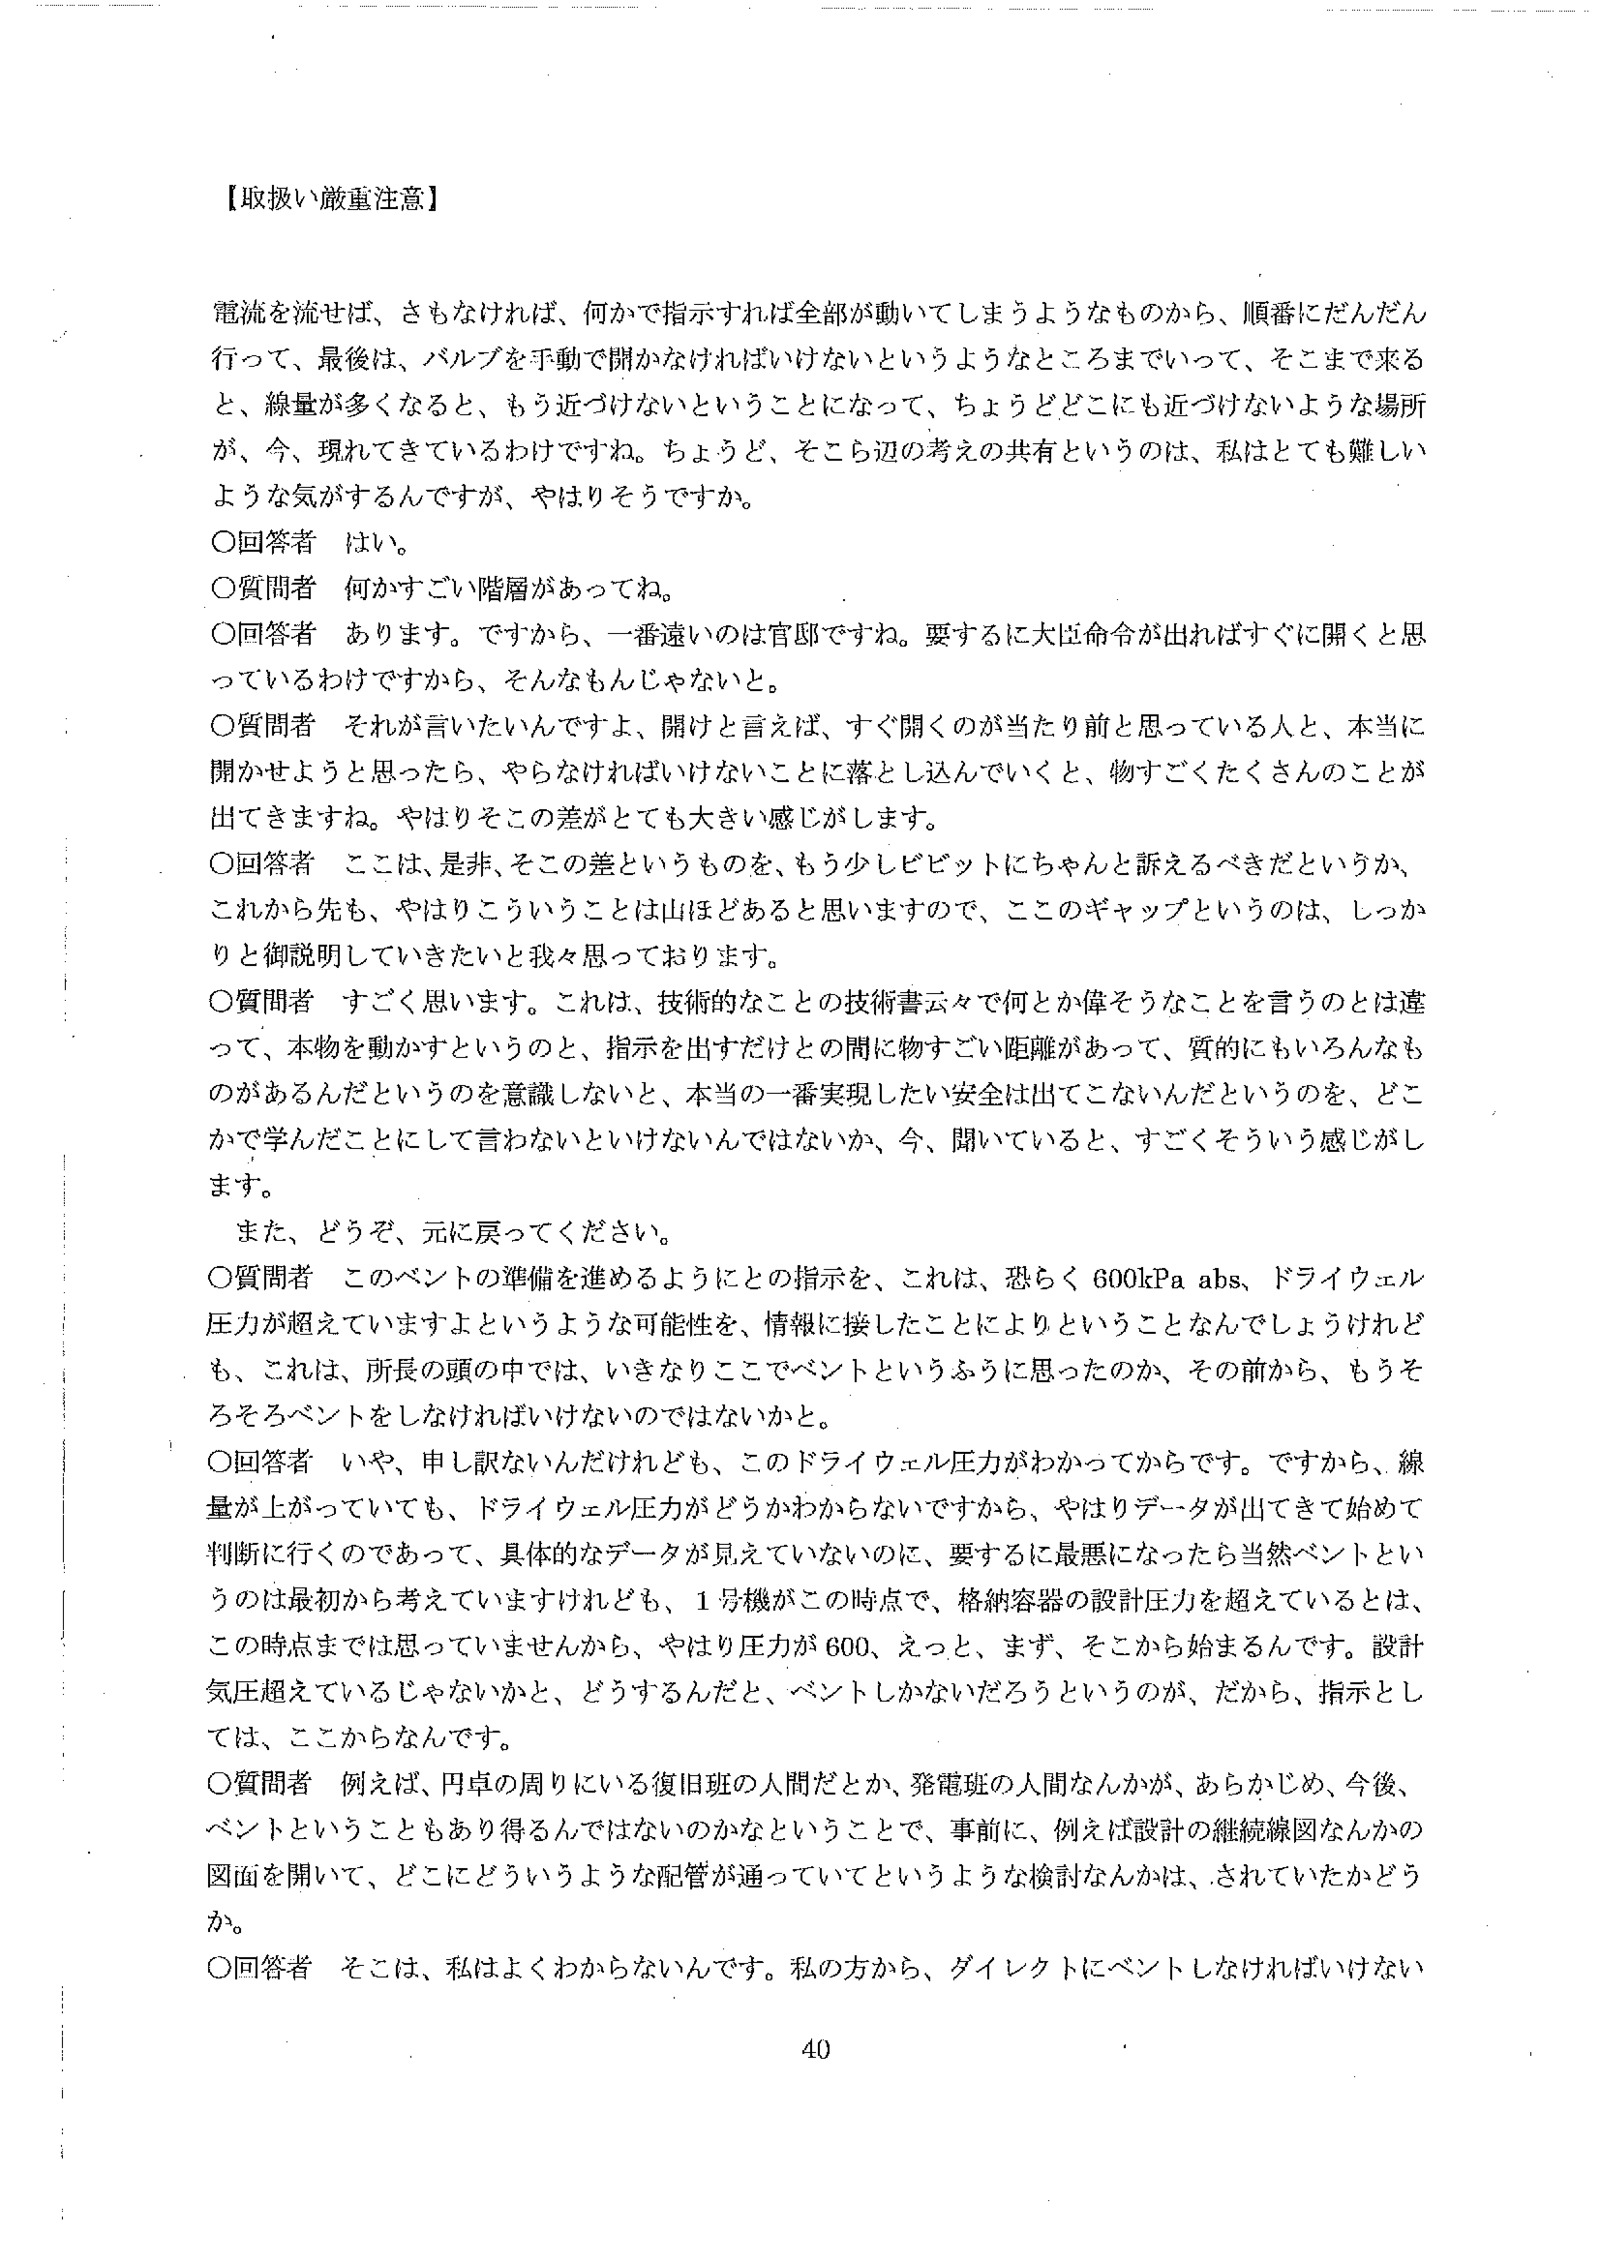 【取扱い厳重注意】
電流を流せば、さもなければ、何かで指示すれば全部が動いてしまうようなものから、順番にだんだん
行って、最後は、バルブを手動で開かなければいけないというようなところまでいって、そこまで来る
と、線量が多くなると、もう近づけないということになって、ちょうどどこにも近づけないような場所
が、今、現れてきているわけですね。ちょうど、そこら辺の考えの共有というのは、私はとても難しい
ような気がするんですが、やはりそうですか。
○回答者　はい。
○質問者　何かすごい階層があってね。
○回答者　あります。ですから、一番遠いのは官邸ですね。要するに大臣命令が出ればすぐに開くと思
っているわけですから、そんなもんじゃないと。
○質問者　それが言いたいんですよ、開けと言えば、すぐ開くのが当たり前と思っている人と、本当に
開かせようと思ったら、やらなければいけないことに落とし込んでいくと、物すごくたくさんのことが
出てきますね。やはりそこの差がとても大きい感じがします。
○回答者　ここは、是非、そこの差というものを、もう少しビビットにちゃんと訴えるべきだというか、
これから先も、やはりこういうことは山ほどあると思いますので、ここのギャップというのは、しっか
りと御説明していきたいと我々思っております。
○質問者　すごく思います。これは、技術的なことの技術書云々で何とか偉そうなことを言うのとは違
って、本物を動かすというのと、指示を出すだけとの間に物すごい距離があって、質的にもいろんなも
のがあるんだというのを意識しないと、本当の一番実現したい安全は出てこないんだというのを、どこ
かで学んだことにして言わないといけないんではないか、今、聞いていると、すごくそういう感じがし
ます。
　また、どうぞ、元に戻ってください。
○質問者　このベントの準備を進めるようにとの指示を、これは、恐らく 600kPa abs、ドライウェル
圧力が超えていますよというような可能性を、情報に接したことによりということなんでしょうけれど
も、これは、所長の頭の中では、いきなりここでベントというふうに思ったのか、その前から、もうそ
ろそろベントをしなければいけないのではないかと。
○回答者　いや、申し訳ないんだけれども、このドライウェル圧力がわかってからです。ですから、線
量が上がっていても、ドライウェル圧力がどうかわからないですから、やはりデータが出てきて始めて
判断に行くのであって、具体的なデータが見えていないのに、要するに最悪になったら当然ベントとい
うのは最初から考えていますけれども、１号機がこの時点で、格納容器の設計圧力を超えているとは、
この時点までは思っていませんから、やはり圧力が 600、えっと、まず、そこから始まるんです。設計
気圧超えているじゃないかと、どうするんだと、ベントしかないだろうというのが、だから、指示とし
ては、ここからなんです。
○質問者　例えば、円卓の周りにいる復旧班の人間だとか、発電班の人間なんかが、あらかじめ、今後、
ベントということもあり得るんではないのかなということで、事前に、例えば設計の継続線図なんかの
図面を開いて、どこにどういうような配管が通っていてというような検討なんかは、されていたかどう
か。
○回答者　そこは、私はよくわからないんです。私の方から、ダイレクトにベントしなければいけない
40